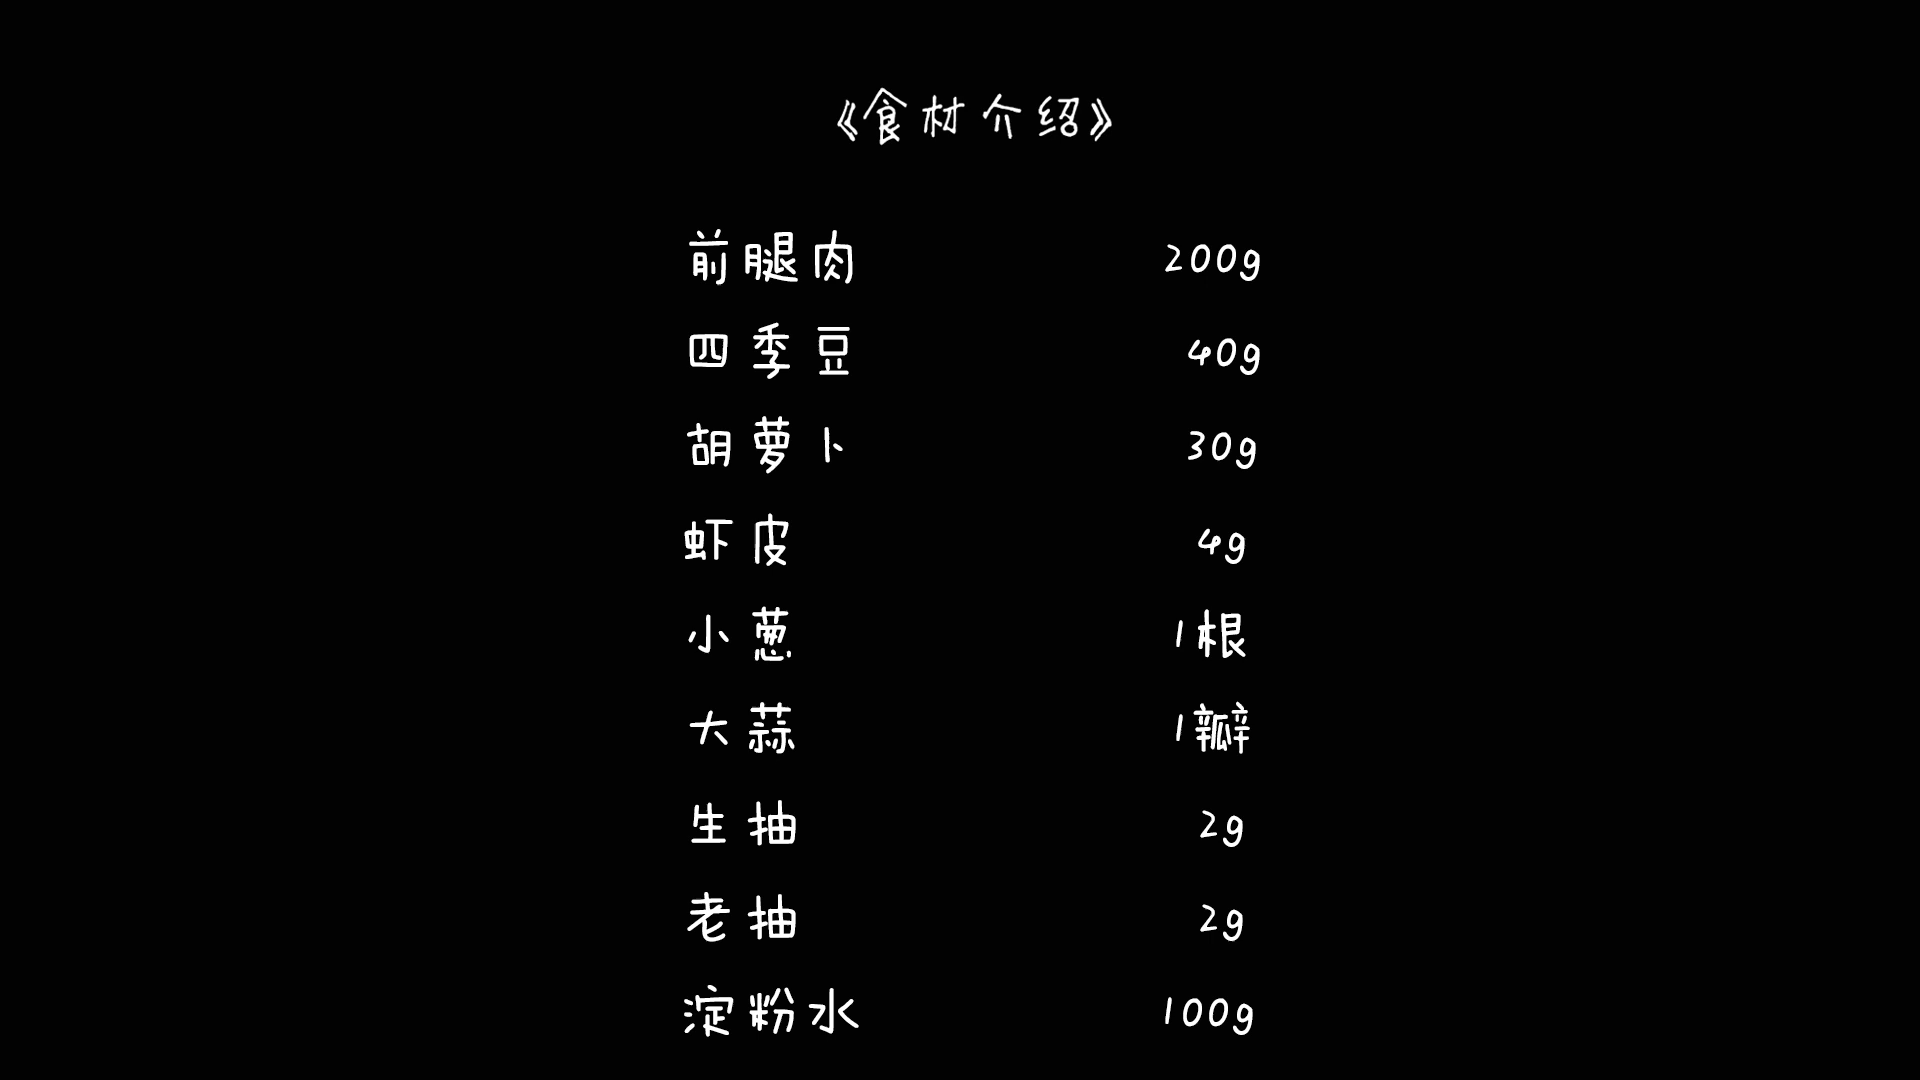 《食材介绍》
前腿肉 200g
四季豆 40g
胡萝卜 30g
虾皮 4g
小葱 1根
大蒜 1瓣
生抽 2g
老抽 2g
淀粉水 100g